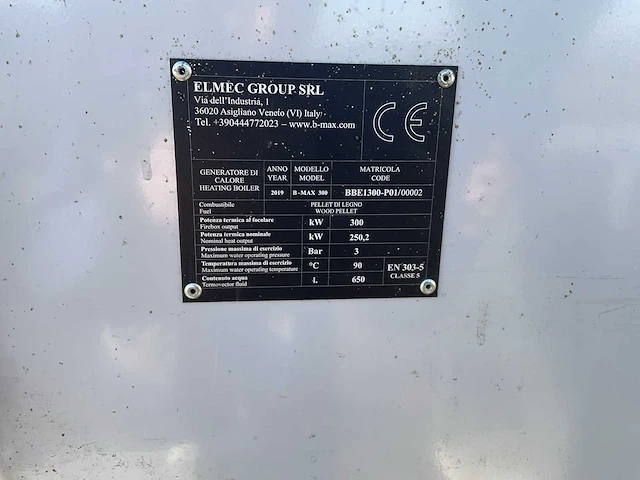 ELMEC GROUP SRL
Via dell'Industria, 1
36020 Asigliano Veneto (VI) Italy
Tel. +390444772023 – www.b-max.com
CE
GENERATORE DI CALORE
HEATING BOILER
ANNO
YEAR
MODELLO
MODEL
MATRICOLA
CODE
2019
B-MAX 300
BBE1300-P01/00002
Combustibile
Fuel
PELLET DI LEGNO
WOOD PELLET
Potenza termica al focolare
Firebox output
kW
300
Potenza termica nominale
Nominal heat output
kW
250,2
Pressione massima di esercizio
Maximum water operating pressure
Bar
3
Temperatura massima di esercizio
Maximum water operating temperature
°C
90
Contenuto acqua
Termovector fluid
l.
650
EN 303-5
CLASSE 5